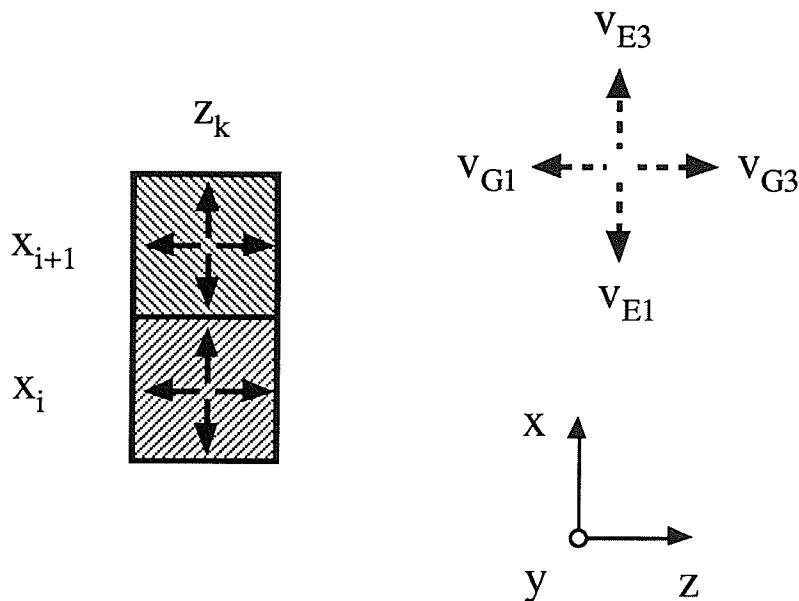 v_E3
z_k
v_G1
v_G3
x_{i+1}
v_E1
x_i
x
y
z